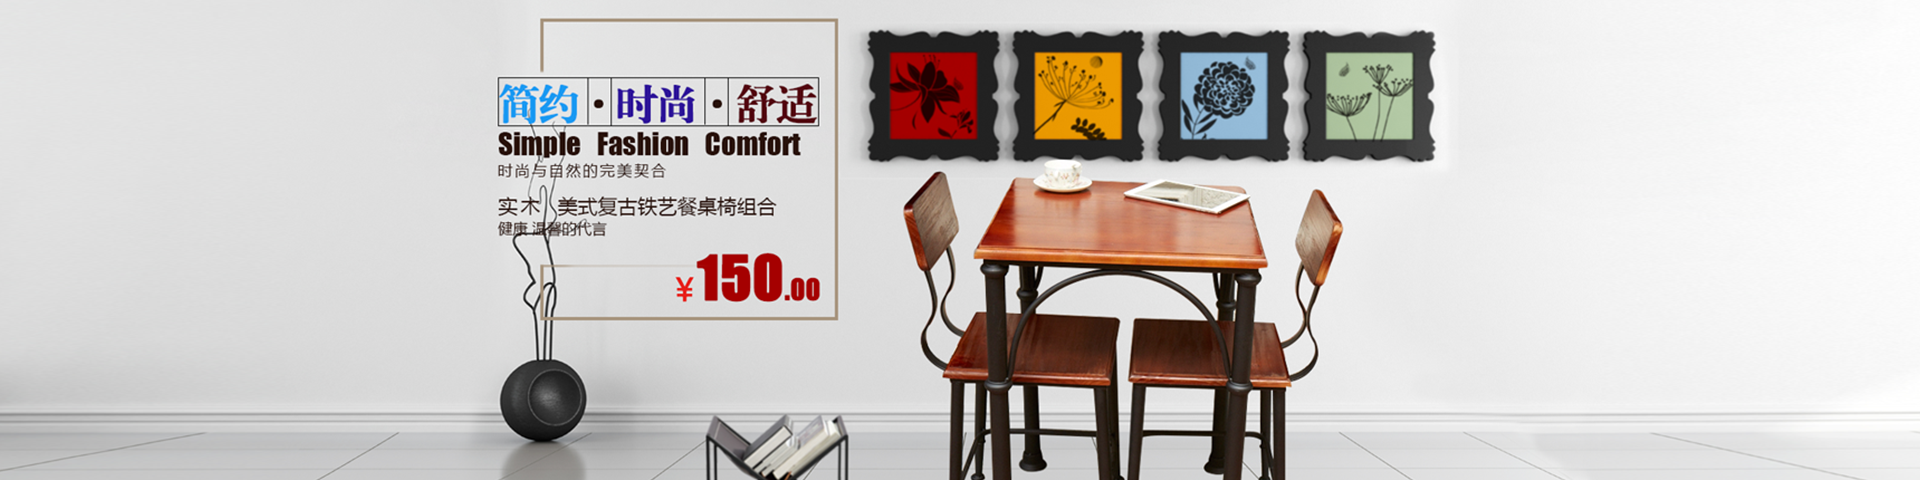 简约·时尚·舒适
Simple Fashion Comfort
时尚与自然的完美契合
实木 美式复古铁艺餐桌椅组合
健康 温馨的代言
¥150.00